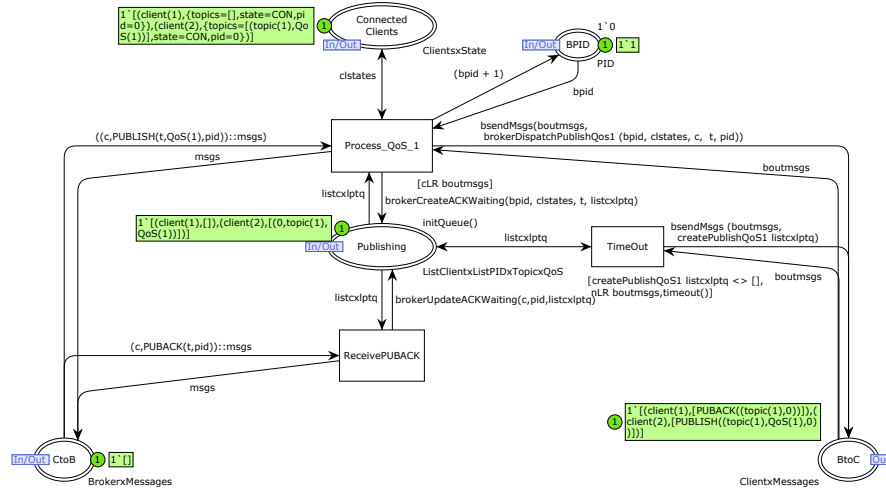 1`[(client(1),{topics=[],state=CON,pi
d=0}),(client(2),{topics=[(topic(1),Qo
S(1))],state=CON,pid=0})]
1
Connected
Clients
In/Out
ClientsxState
1`0
In/Out
BPID
1
1`1
PID
clstates
(bpid + 1)
bpid
((c,PUBLISH(t,QoS(1),pid))::msgs)
msgs
Process_QoS_1
bsendMsgs(boutmsgs,
brokerDispatchPublishQos1 (bpid, clstates, c,  t, pid))
boutmsgs
[cLR boutmsgs]
listcxlptq
brokerCreateACKWaiting(bpid, clstates, t, listcxlptq)
1`[(client(1),[]),(client(2),[(0,topic(1),
QoS(1))])]
1
In/Out
Publishing
initQueue()
ListClientxListPIDxTopicxQoS
listcxlptq
TimeOut
bsendMsgs (boutmsgs,
createPublishQoS1 listcxlptq)
boutmsgs
[createPublishQoS1 listcxlptq <> [],
nLR boutmsgs,timeout()]
listcxlptq
brokerUpdateACKWaiting(c,pid,listcxlptq)
(c,PUBACK(t,pid))::msgs
msgs
ReceivePUBACK
1
1`[(client(1),[PUBACK((topic(1),0))]),(
client(2),[PUBLISH((topic(1),QoS(1),0)
)])]
In/Out
CtoB
1
1`[]
BrokerxMessages
BtoC
Ou
ClientxMessages